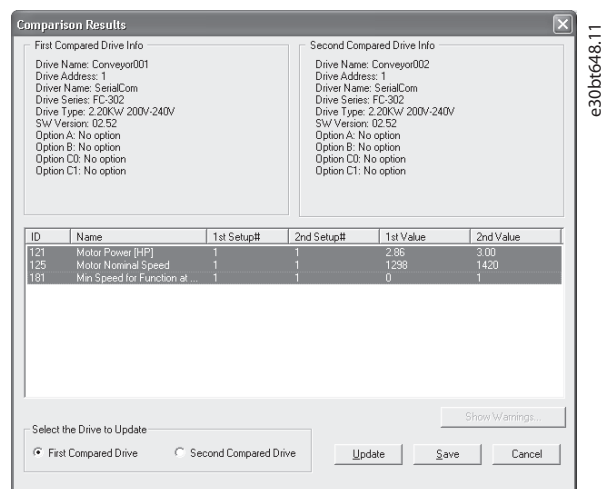 Comparison Results
First Compared Drive Info
Drive Name: Conveyor001
Drive Address: 1
Driver Name: SerialCom
Drive Series: FC-302
Drive Type: 2.20KW 200V-240V
SW Version: 02.52
Option A: No option
Option B: No option
Option C0: No option
Option C1: No option
Second Compared Drive Info
Drive Name: Conveyor002
Drive Address: 1
Driver Name: SerialCom
Drive Series: FC-302
Drive Type: 2.20KW 200V-240V
SW Version: 02.52
Option A: No option
Option B: No option
Option C0: No option
Option C1: No option
ID Name 1st Setup# 2nd Setup# 1st Value 2nd Value
121 Motor Power [HP] 1 1 2.86 3.00
125 Motor Nominal Speed 1 1 1298 1420
181 Min Speed for Function at ... 1 1 0 1
Show Warnings...
Select the Drive to Update
First Compared Drive Second Compared Drive
Update Save Cancel
e30bt648.11